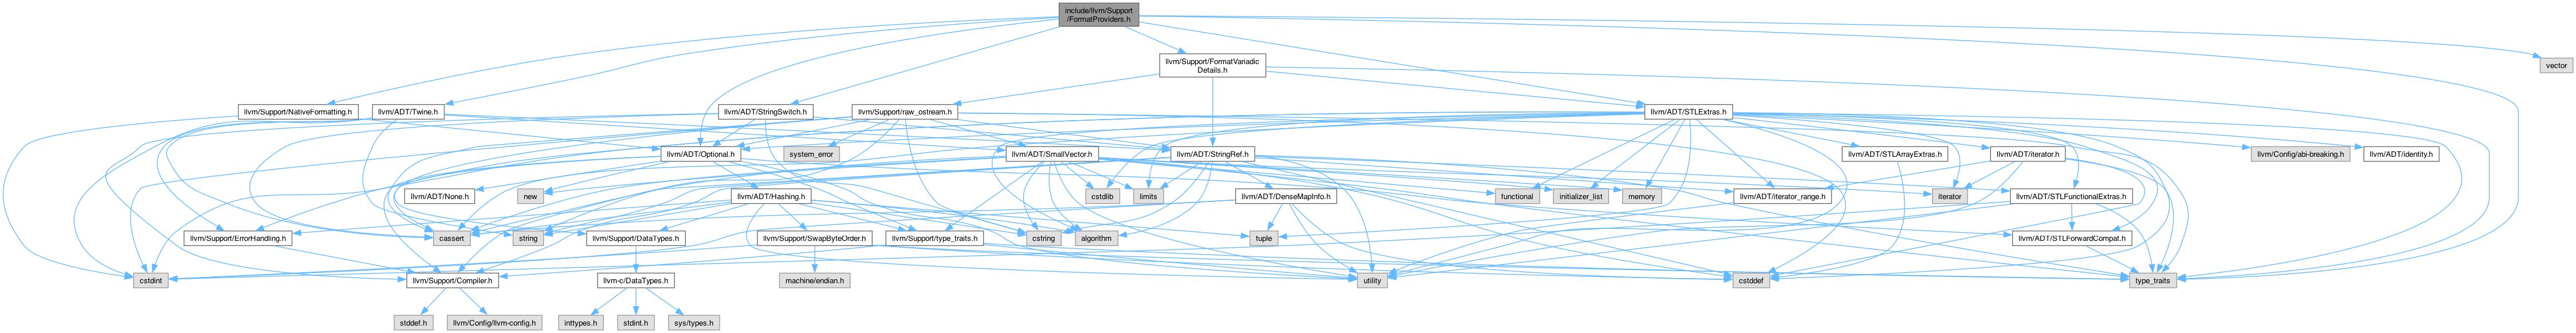 include/llvm/Support
/FormatProviders.h
llvm/Support/FormatVariadic
Details.h
vector
llvm/Support/NativeFormatting.h
llvm/ADT/Twine.h
llvm/ADT/StringSwitch.h
llvm/Support/raw_ostream.h
llvm/ADT/STLExtras.h
llvm/ADT/Optional.h
system_error
llvm/ADT/SmallVector.h
llvm/ADT/StringRef.h
llvm/ADT/STLArrayExtras.h
llvm/ADT/iterator.h
llvm/Config/abi-breaking.h
llvm/ADT/identity.h
llvm/ADT/None.h
new
llvm/ADT/Hashing.h
cstdlib
limits
llvm/ADT/DenseMapInfo.h
functional
initializer_list
memory
llvm/ADT/iterator_range.h
iterator
llvm/ADT/STLFunctionalExtras.h
llvm/Support/ErrorHandling.h
cassert
string
llvm/Support/DataTypes.h
llvm/Support/SwapByteOrder.h
llvm/Support/type_traits.h
cstring
algorithm
tuple
llvm/ADT/STLForwardCompat.h
cstdint
llvm/Support/Compiler.h
llvm-c/DataTypes.h
machine/endian.h
utility
cstddef
type_traits
stddef.h
llvm/Config/llvm-config.h
inttypes.h
stdint.h
sys/types.h